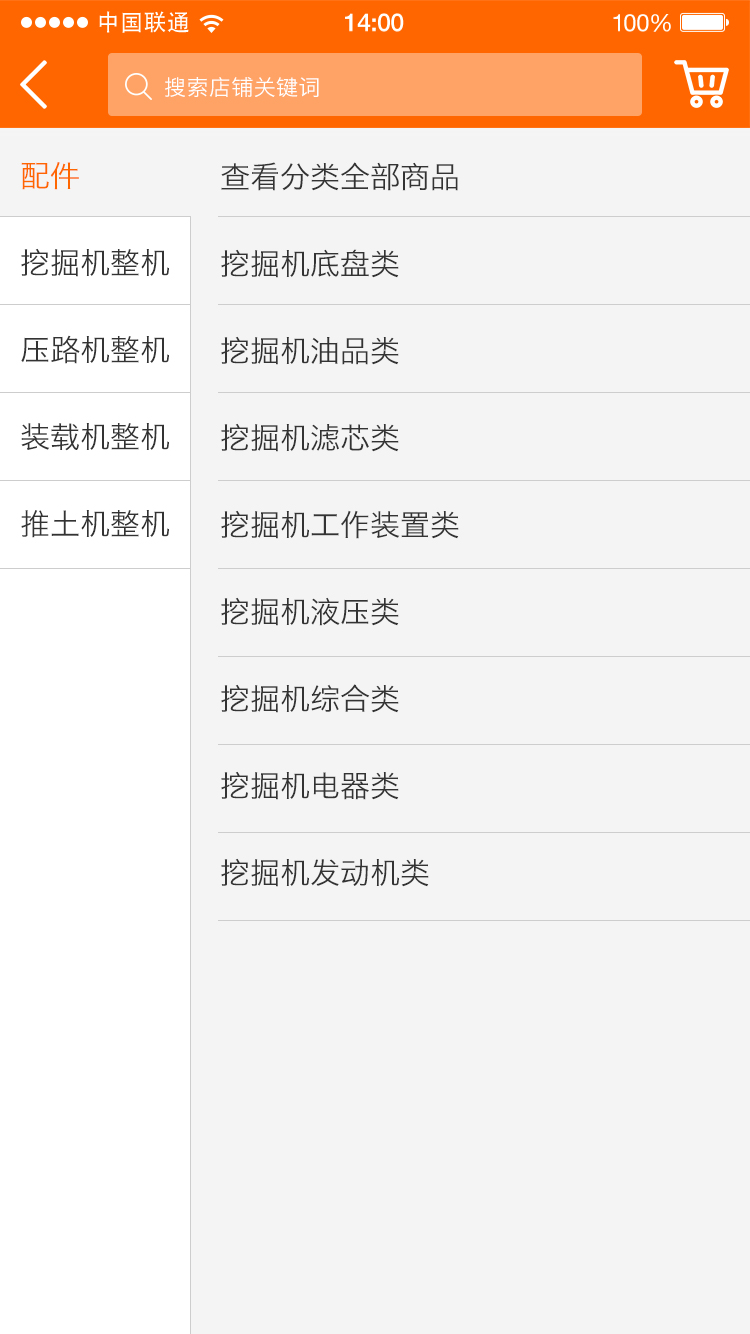 中国联通 14:00 100%
搜索店铺关键词
配件
挖掘机整机
压路机整机
装载机整机
推土机整机
查看分类全部商品
挖掘机底盘类
挖掘机油品类
挖掘机滤芯类
挖掘机工作装置类
挖掘机液压类
挖掘机综合类
挖掘机电器类
挖掘机发动机类